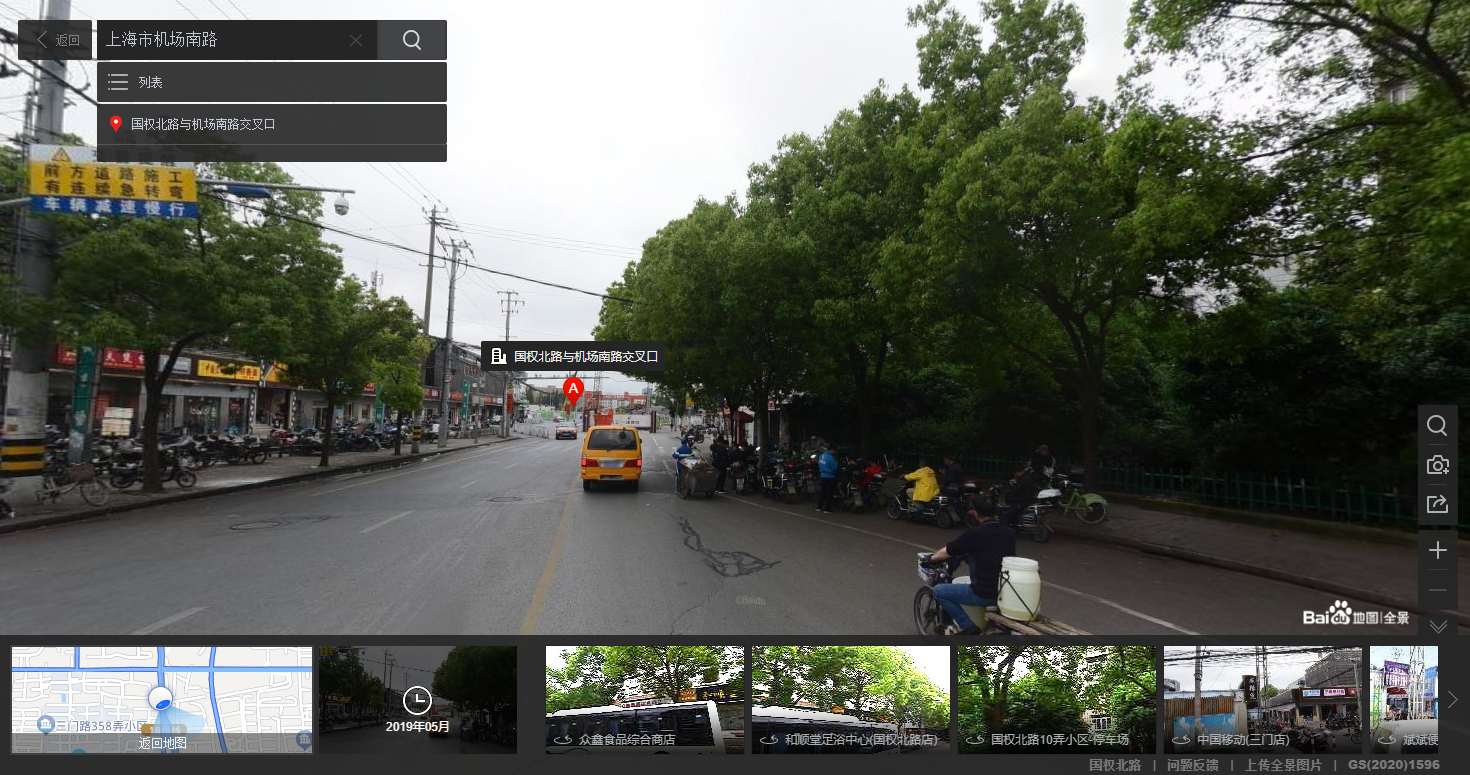 返回
上海市机场南路
列表
国权北路与机场南路交叉口
前方道路施工
有连续急转弯
车辆减速慢行
国权北路与机场南路交叉口
A
©Baidu
Bai du 地图|全景
三门路358弄小区
返回地图
2019年05月
众鑫食品综合商店
和顺堂足浴中心(国权北路店)
国权北路10弄小区-停车场
中国移动(三门店)
斌斌便
国权北路 | 问题反馈 | 上传全景图片 | GS(2020)1596